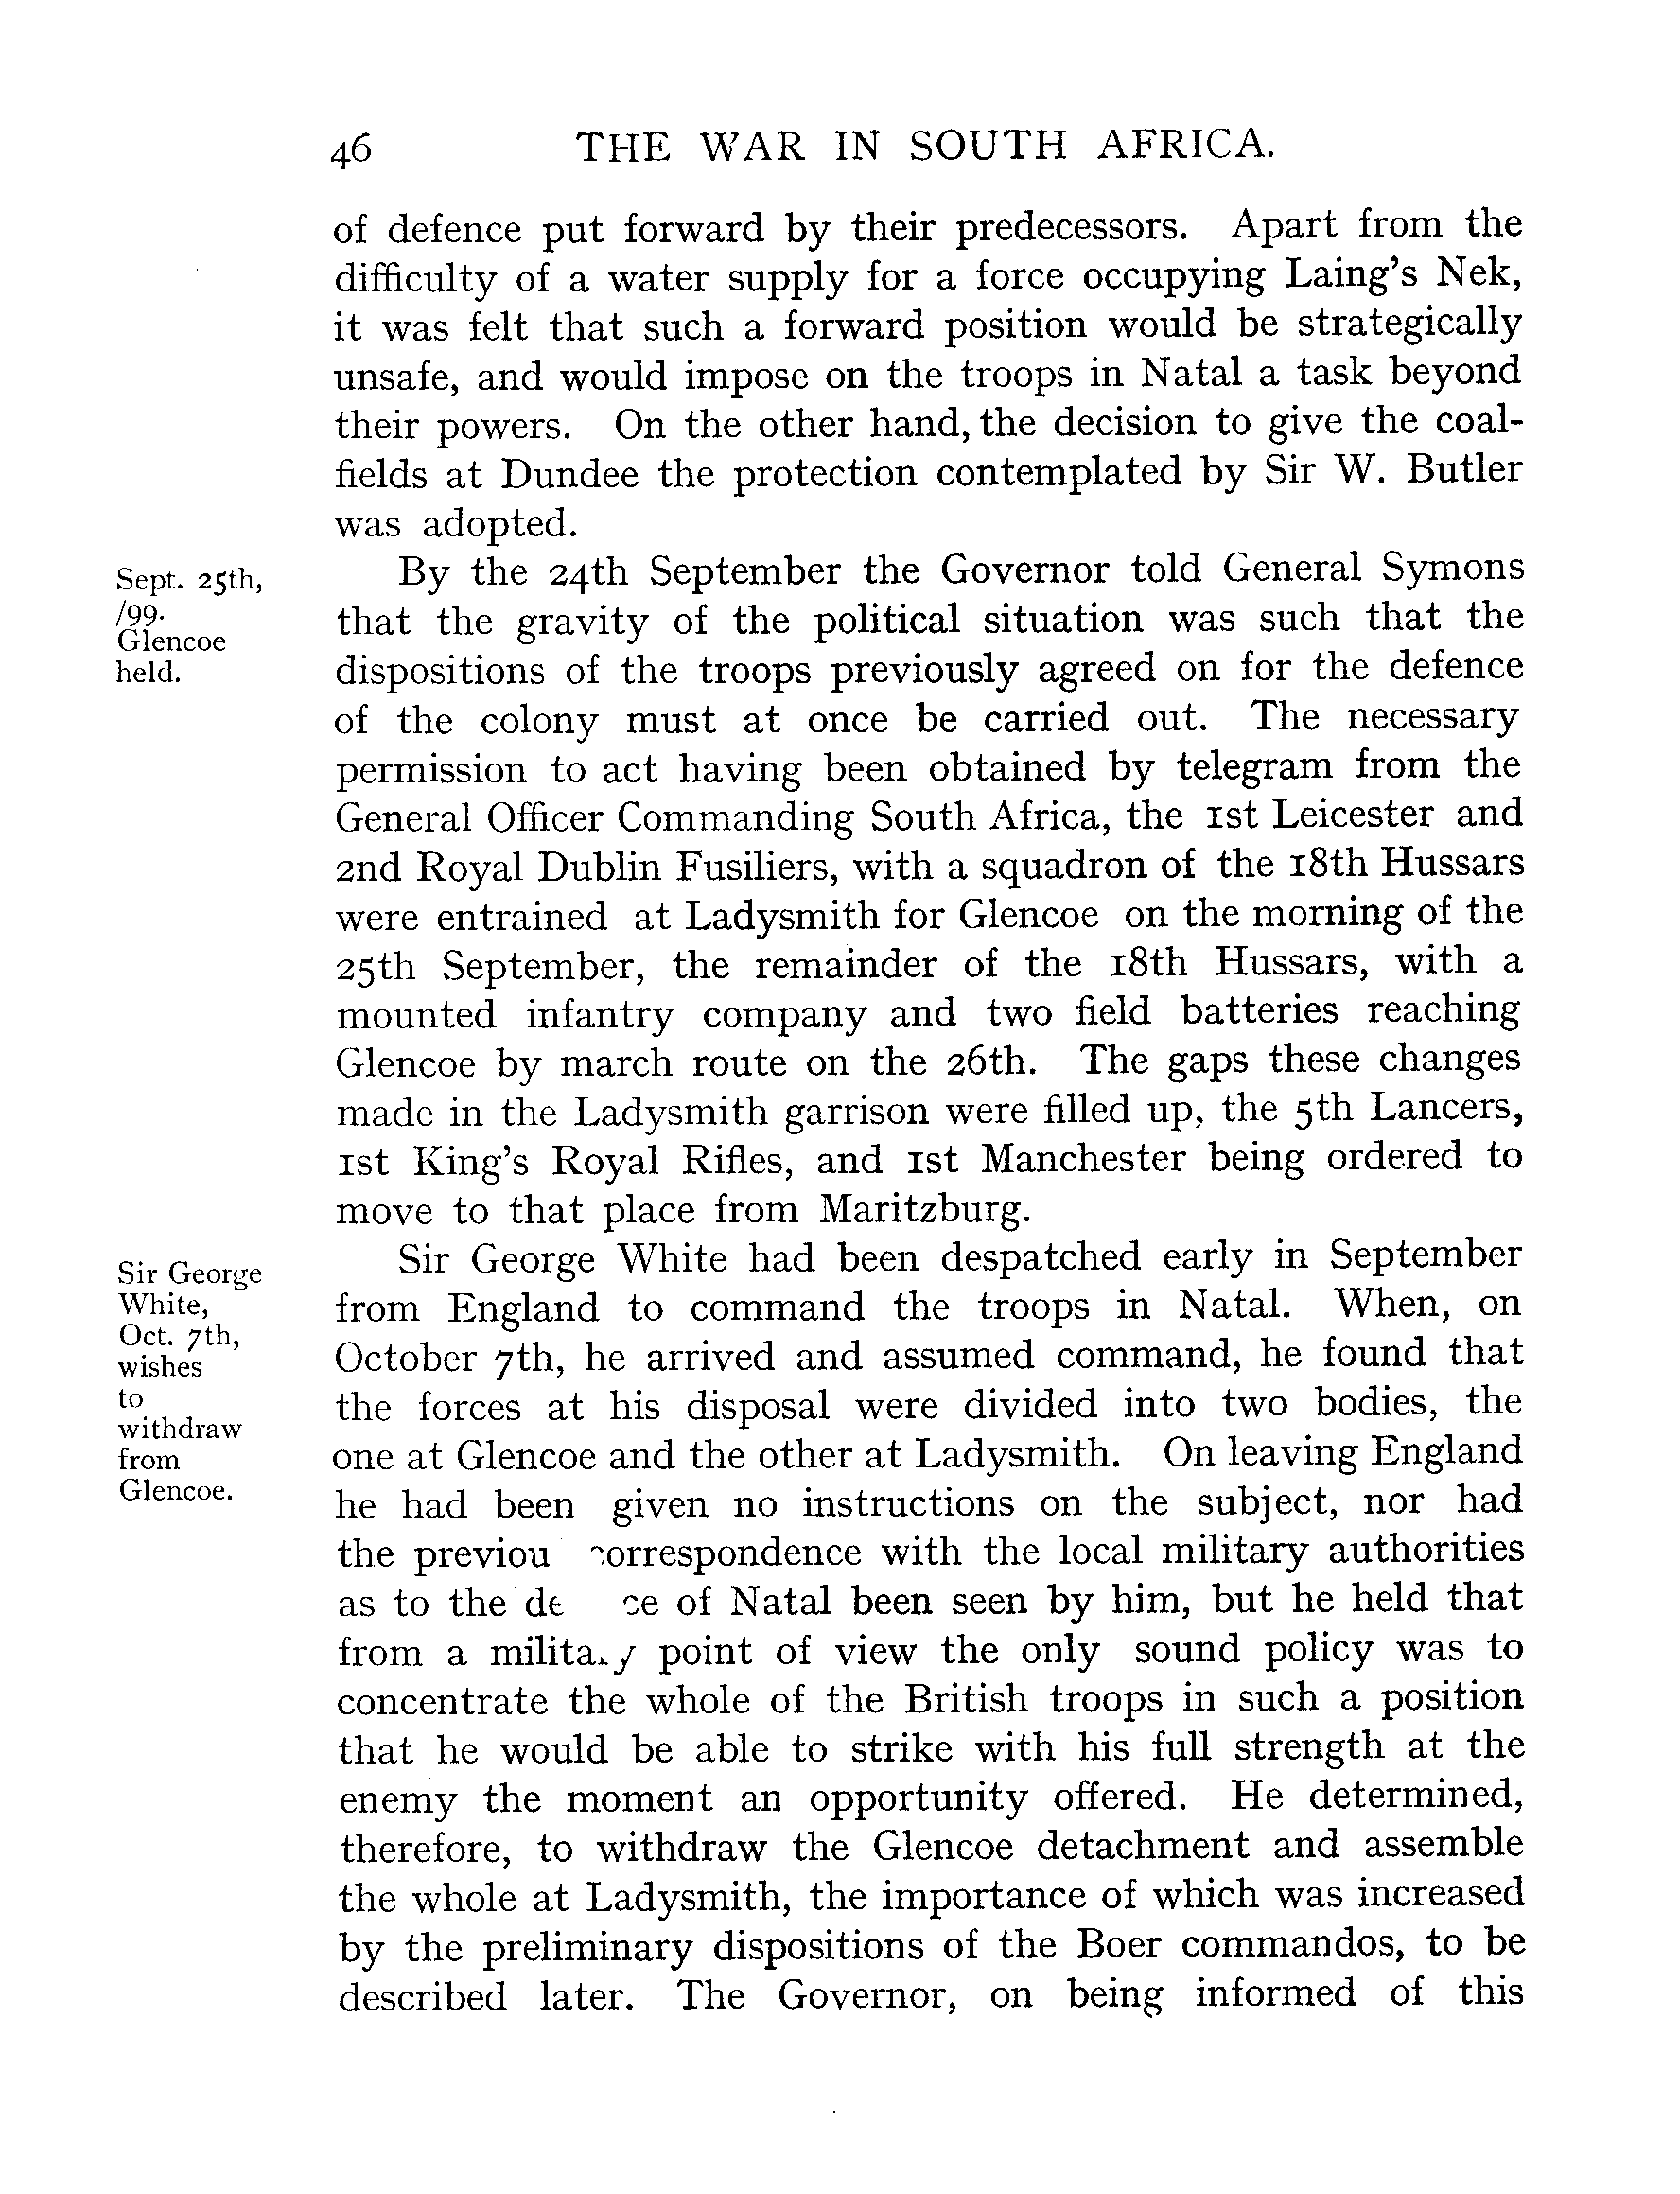 46 THE WAR IN SOUTH AFRICA.
of defence put forward by their predecessors. Apart from the
difficulty of a water supply for a force occupying Laing's Nek,
it was felt that such a forward position would be strategically
unsafe, and would impose on the troops in Natal a task beyond
their powers. On the other hand, the decision to give the coal-
fields at Dundee the protection contemplated by Sir W. Butler
was adopted.
Sept. 25th,
/99.
Glencoe
held.
By the 24th September the Governor told General Symons
that the gravity of the political situation was such that the
dispositions of the troops previously agreed on for the defence
of the colony must at once be carried out. The necessary
permission to act having been obtained by telegram from the
General Officer Commanding South Africa, the 1st Leicester and
2nd Royal Dublin Fusiliers, with a squadron of the 18th Hussars
were entrained at Ladysmith for Glencoe on the morning of the
25th September, the remainder of the 18th Hussars, with a
mounted infantry company and two field batteries reaching
Glencoe by march route on the 26th. The gaps these changes
made in the Ladysmith garrison were filled up, the 5th Lancers,
1st King's Royal Rifles, and 1st Manchester being ordered to
move to that place from Maritzburg.
Sir George
White,
Oct. 7th,
wishes
to
withdraw
from
Glencoe.
Sir George White had been despatched early in September
from England to command the troops in Natal. When, on
October 7th, he arrived and assumed command, he found that
the forces at his disposal were divided into two bodies, the
one at Glencoe and the other at Ladysmith. On leaving England
he had been given no instructions on the subject, nor had
the previou correspondence with the local military authorities
as to the de ce of Natal been seen by him, but he held that
from a military point of view the only sound policy was to
concentrate the whole of the British troops in such a position
that he would be able to strike with his full strength at the
enemy the moment an opportunity offered. He determined,
therefore, to withdraw the Glencoe detachment and assemble
the whole at Ladysmith, the importance of which was increased
by the preliminary dispositions of the Boer commandos, to be
described later. The Governor, on being informed of this